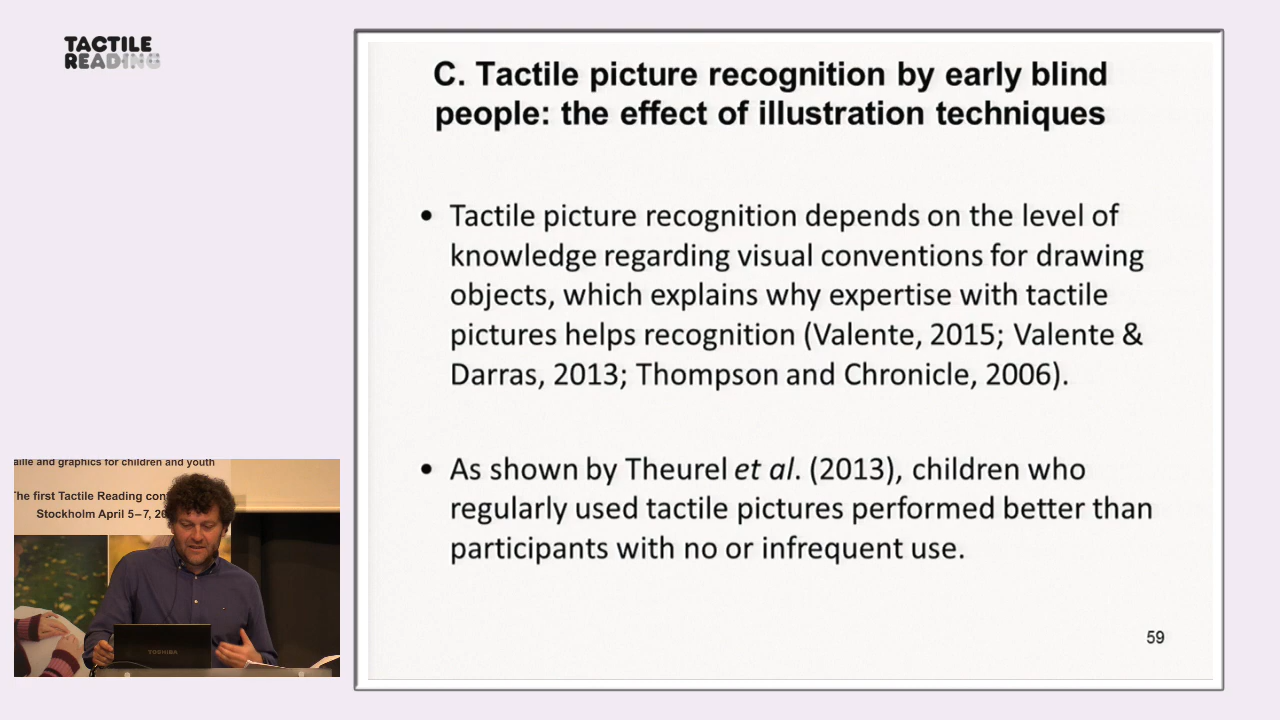 TACTILE
READING
C. Tactile picture recognition by early blind
people: the effect of illustration techniques
• Tactile picture recognition depends on the level of
knowledge regarding visual conventions for drawing
objects, which explains why expertise with tactile
pictures helps recognition (Valente, 2015; Valente &
Darras, 2013; Thompson and Chronicle, 2006).
• As shown by Theurel et al. (2013), children who
regularly used tactile pictures performed better than
participants with no or infrequent use.
59
and graphics for children and youth
The first Tactile Reading
Stockholm April 5–7,
TOSHIBA